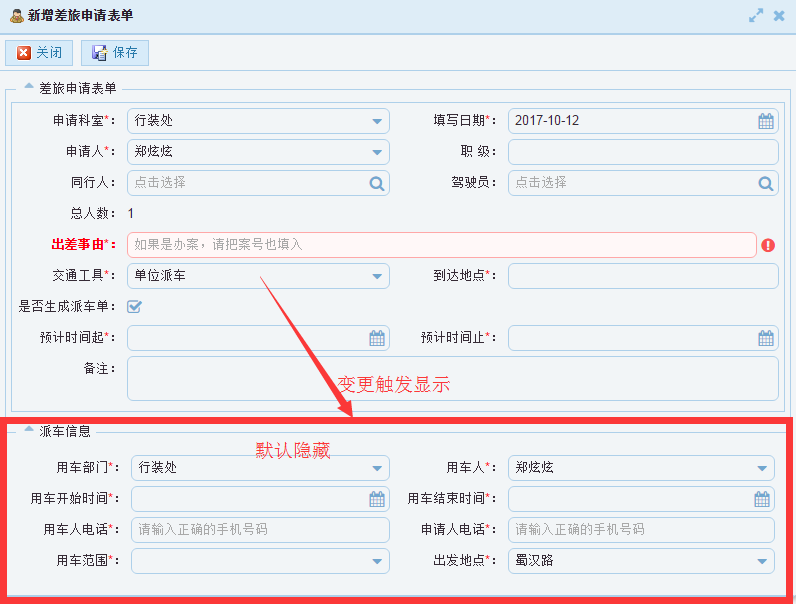 新增差旅申请表单
关闭 保存
差旅申请表单
申请科室*： 行装处 填写日期*： 2017-10-12
申请人*： 郑炫炫 职 级：
同行人： 点击选择 驾驶员： 点击选择
总人数： 1
出差事由*： 如果是办案，请把案号也填入
交通工具*： 单位派车 到达地点*：
是否生成派车单：
预计时间起*： 预计时间止*：
备注：
变更触发显示
派车信息
默认隐藏
用车部门*： 行装处 用车人*： 郑炫炫
用车开始时间*： 用车结束时间*：
用车人电话*： 请输入正确的手机号码 申请人电话*： 请输入正确的手机号码
用车范围*： 出发地点*： 蜀汉路